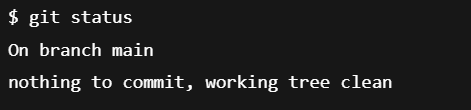 $ git status
On branch main
nothing to commit, working tree clean